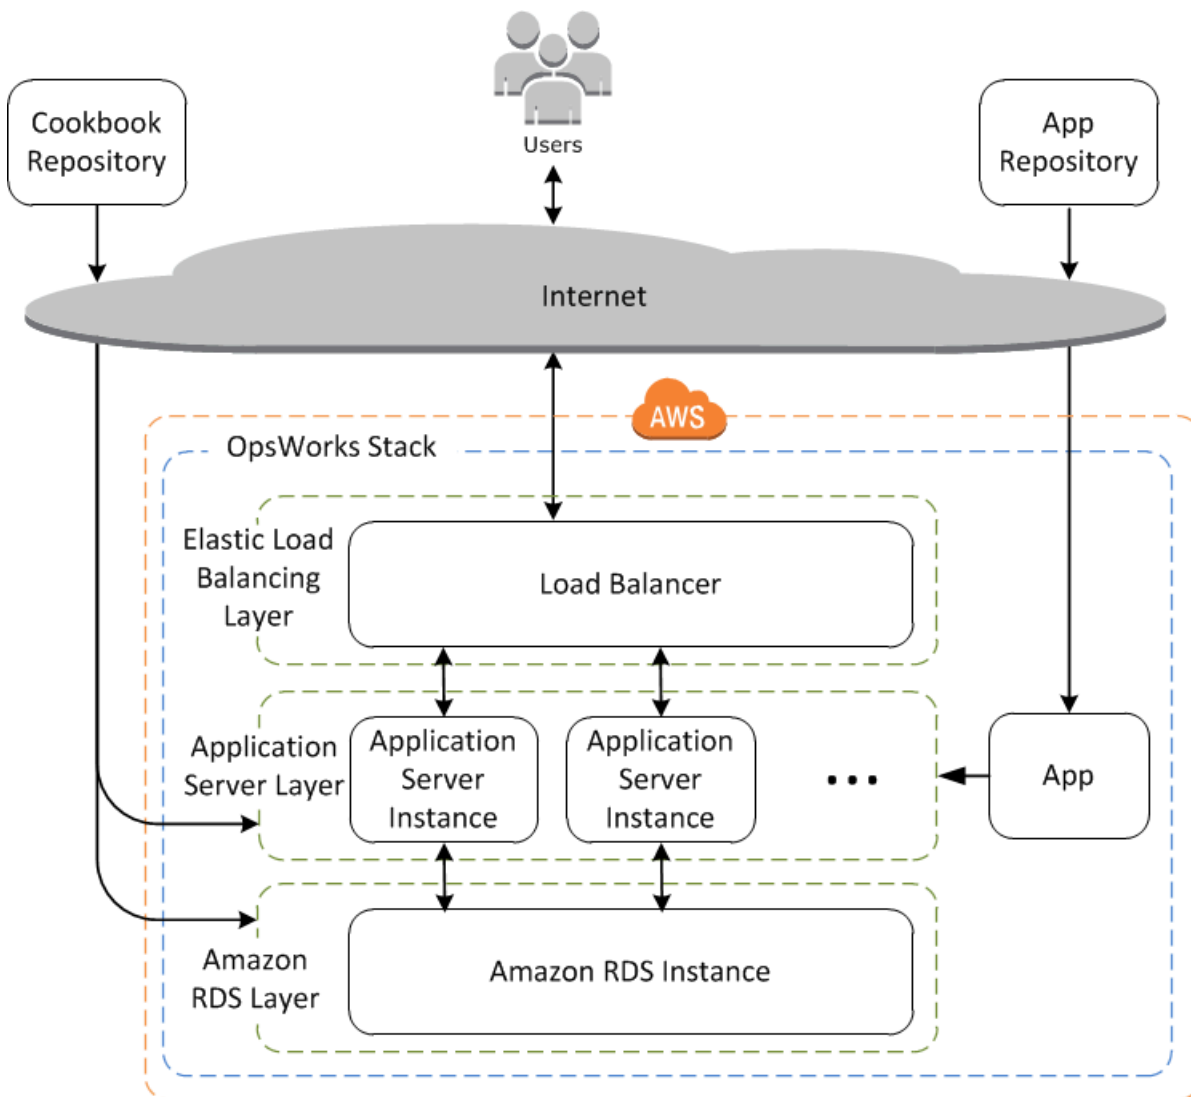 Users
Cookbook
Repository
App
Repository
Internet
AWS
OpsWorks Stack
Elastic Load
Balancing
Layer
Load Balancer
Application
Server Layer
Application
Server
Instance
Application
Server
Instance
...
App
Amazon
RDS Layer
Amazon RDS Instance